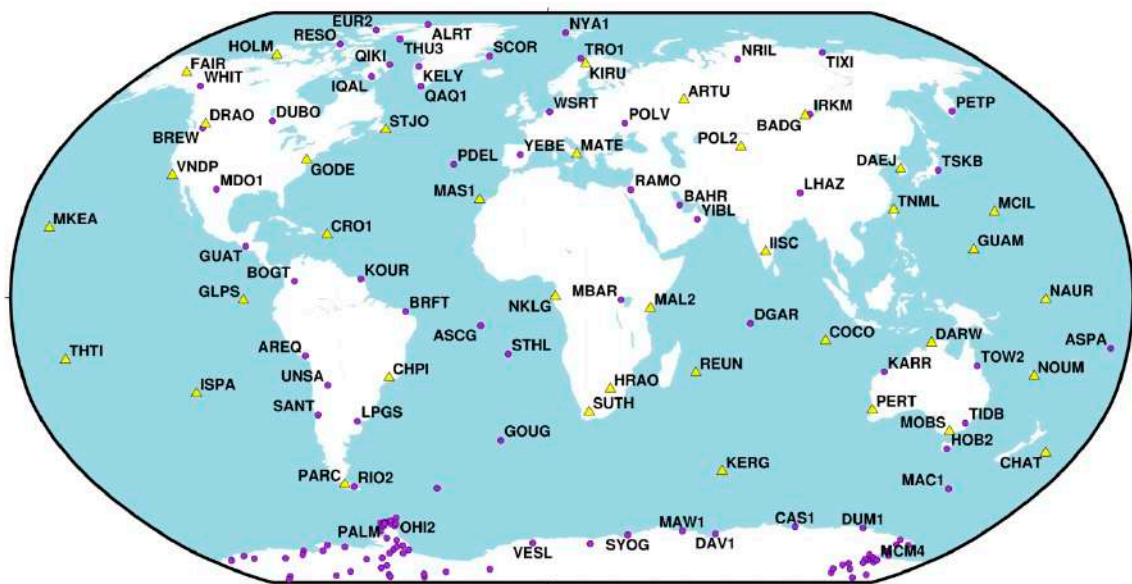 EUR2
NYA1
ALRT
RESO
THU3
HOLM
SCOR
TRO1
NRIL
TIXI
QIKI
FAIR
KELY
KIRU
WHIT
IQAL
QAQ1
ARTU
WSRT
IRKM
PETP
DRAO
DUBO
STJO
POLV
BADG
BREW
POL2
YEBE
MATE
PDEL
GODE
DAEJ
TSKB
VNDP
MDO1
MAS1
RAMO
LHAZ
BAHR
TNML
MCIL
YIBL
MKEA
CRO1
IISC
GUAM
GUAT
BOGT
KOUR
GLPS
MBAR
NAUR
BRFT
NKLG
MAL2
ASCG
DGAR
COCO
DARW
ASPA
AREQ
STHL
THTI
REUN
KARR
TOW2
NOUM
UNSA
CHPI
ISPA
HRAO
SANT
LPGS
SUTH
PERT
MOBS
TIDB
GOUG
HOB2
CHAT
PARC
RIO2
KERG
MAC1
PALM
OHI2
MAW1
CAS1
DUM1
VESL
SYOG
DAV1
MCM4